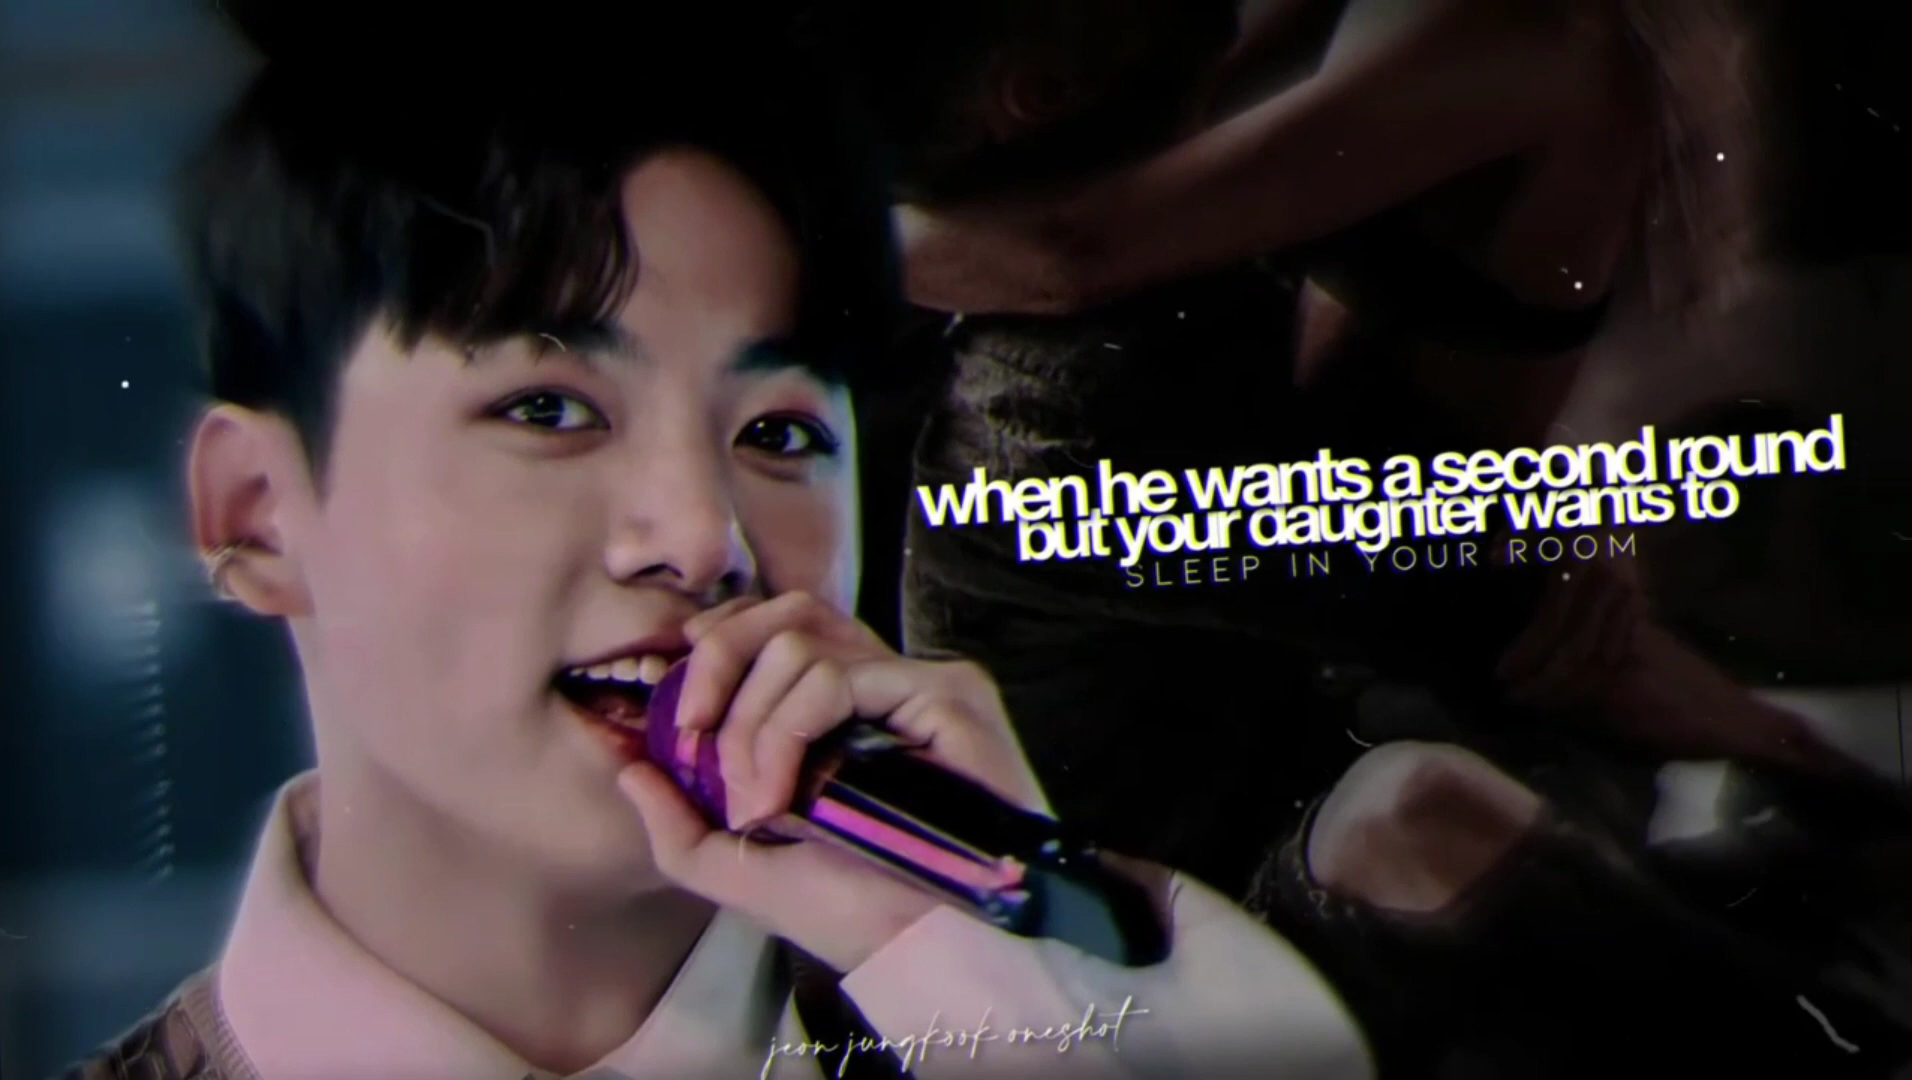 when he wants a second round
but your daughter wants to
SLEEP IN YOUR ROOM
jeon jungkook oneshot